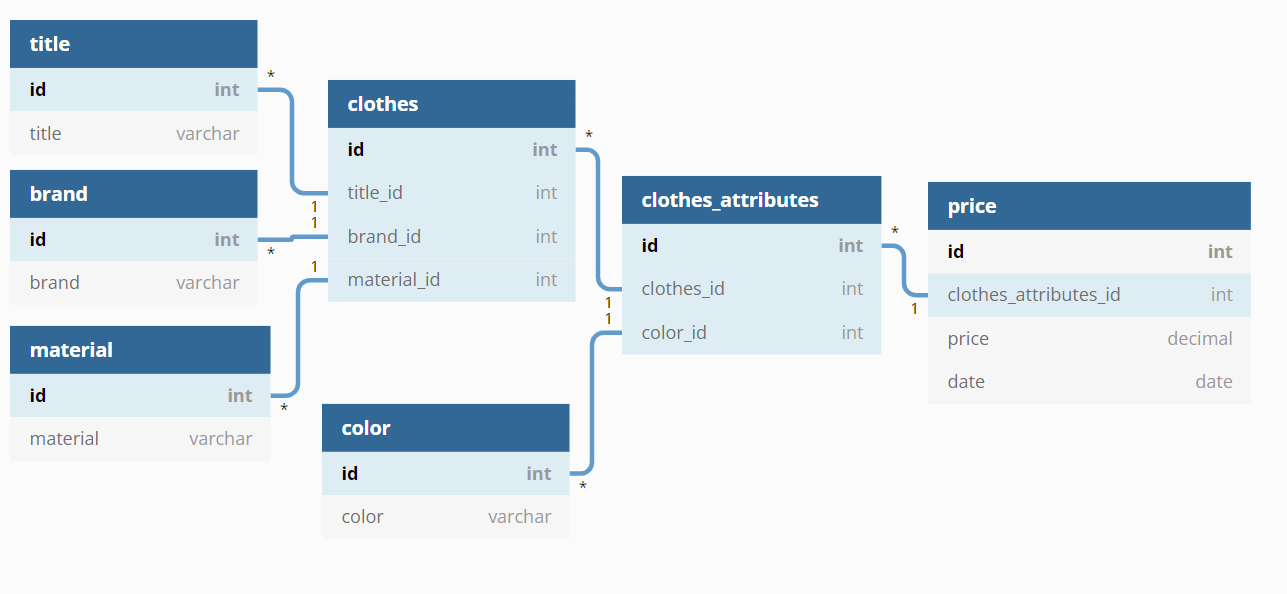 title
id int
title varchar
*
brand
id int
brand varchar
*
material
id int
material varchar
*
clothes
id int
title_id int
brand_id int
material_id int
*
1
1
1
color
id int
color varchar
*
clothes_attributes
id int
clothes_id int
color_id int
*
1
1
price
id int
clothes_attributes_id int
price decimal
date date
1